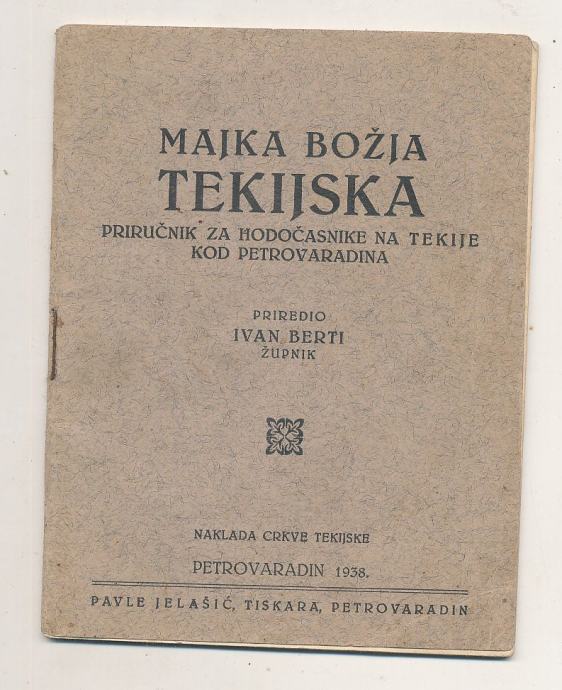 MAJKA BOŽJA
TEKIJSKA
PRIRUČNIK ZA HODOČASNIKE NA TEKIJE
KOD PETROVARADINA
PRIREDIO
IVAN BERTI
ŽUPNIK
NAKLADA CRKVE TEKIJSKE
PETROVARADIN 1938.
PAVLE JELAŠIĆ, TISKARA, PETROVARADIN